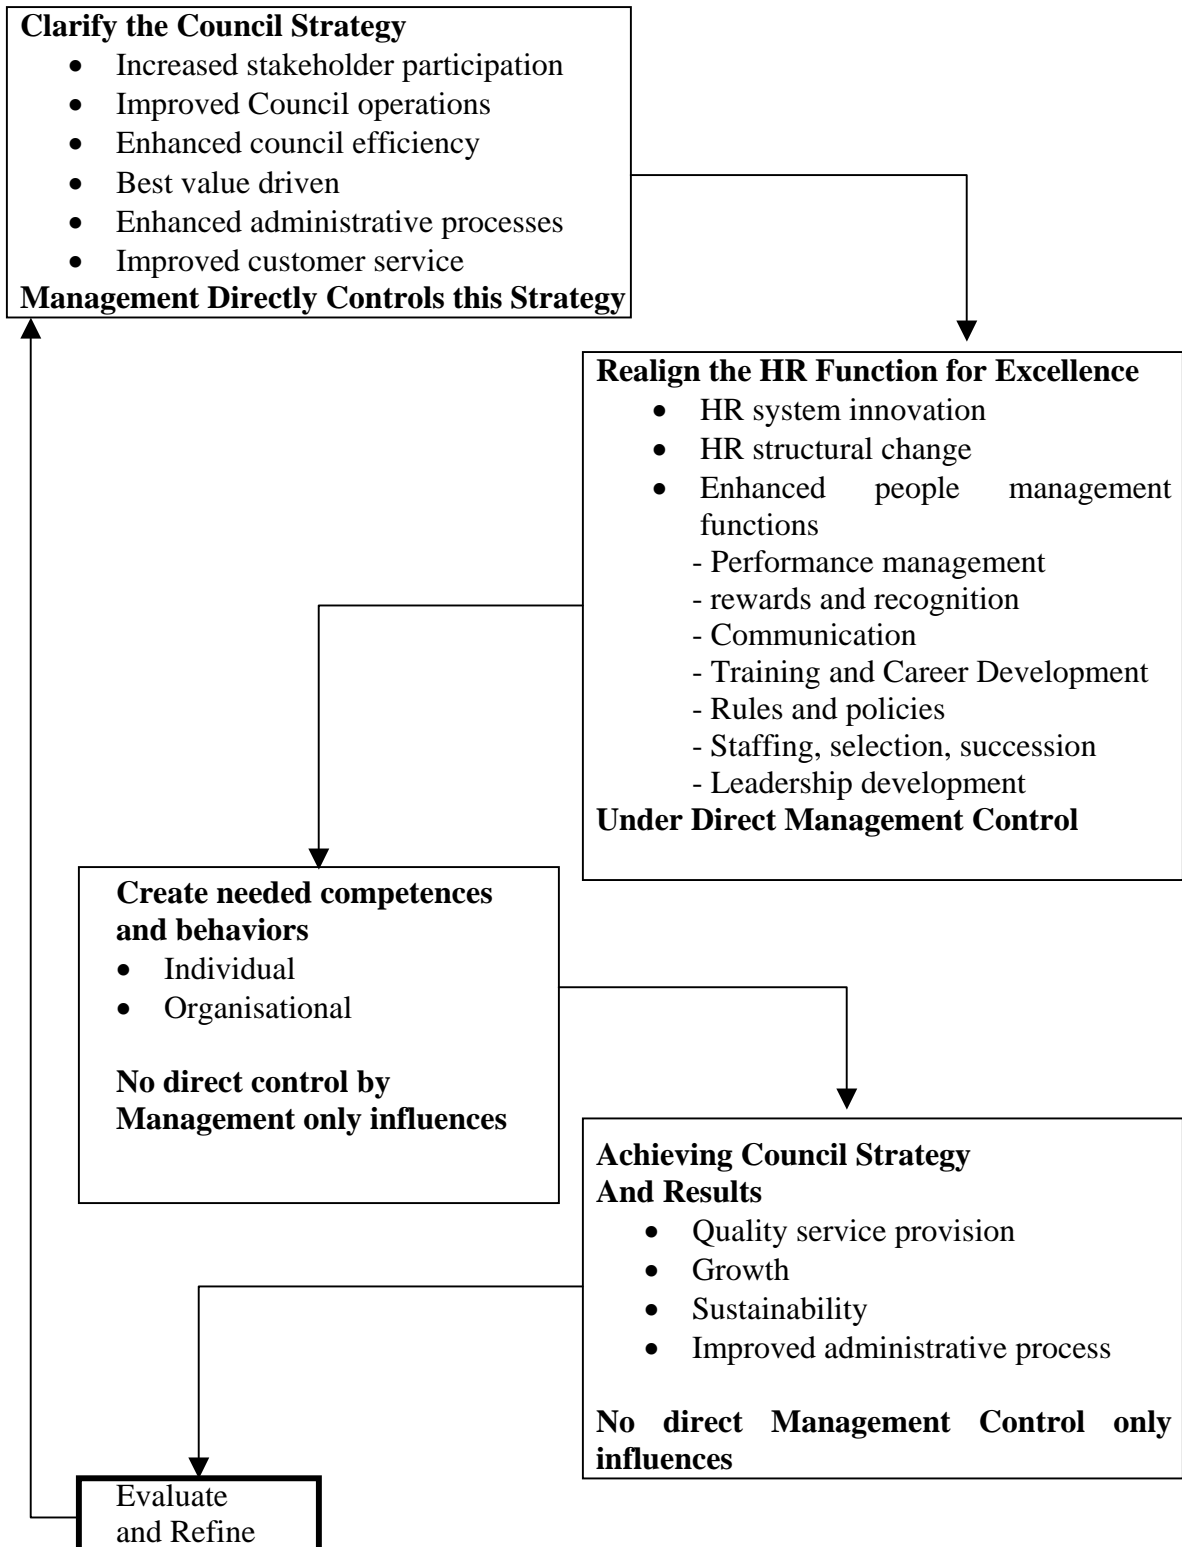 Clarify the Council Strategy
• Increased stakeholder participation
• Improved Council operations
• Enhanced council efficiency
• Best value driven
• Enhanced administrative processes
• Improved customer service
Management Directly Controls this Strategy
Realign the HR Function for Excellence
• HR system innovation
• HR structural change
• Enhanced people management
functions
- Performance management
- rewards and recognition
- Communication
- Training and Career Development
- Rules and policies
- Staffing, selection, succession
- Leadership development
Under Direct Management Control
Create needed competences
and behaviors
• Individual
• Organisational
No direct control by
Management only influences
Achieving Council Strategy
And Results
• Quality service provision
• Growth
• Sustainability
• Improved administrative process
No direct Management Control only
influences
Evaluate
and Refine